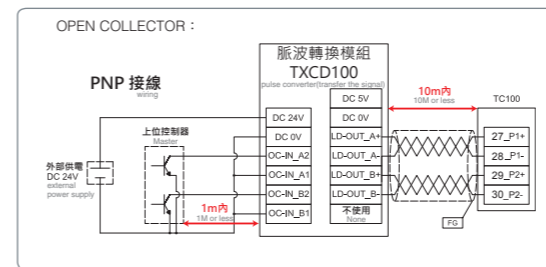 OPEN COLLECTOR：
PNP 接線
wiring
脈波轉換模組
TXCD100
pulse converter(transfer the signal)
上位控制器
Master
外部供電
DC 24V
external
power supply
1m內
1M or less
DC 24V
DC 0V
OC-IN_A2
OC-IN_A1
OC-IN_B2
OC-IN_B1
DC 5V
DC 0V
LD-OUT_A+
LD-OUT_A-
LD-OUT_B+
LD-OUT_B-
不使用
None
10m內
10M or less
TC100
27_P1+
28_P1-
29_P2+
30_P2-
FG